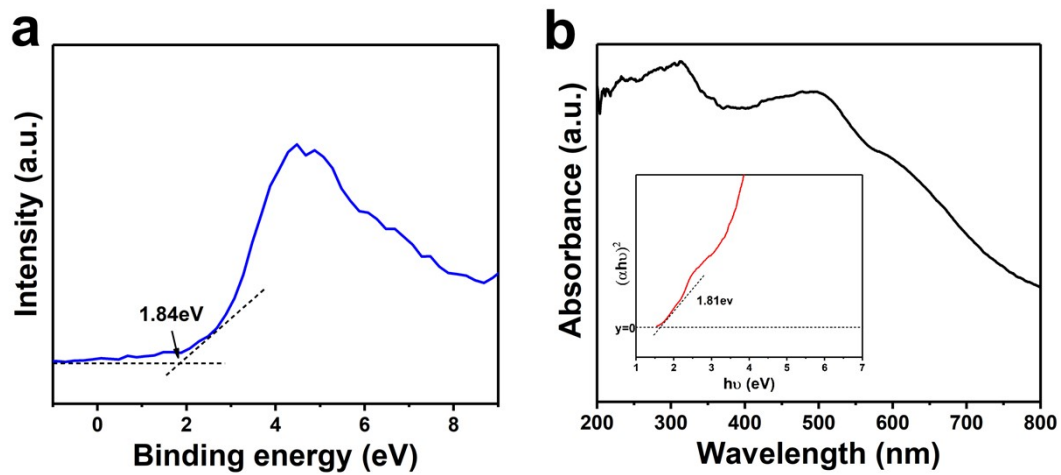 a
Intensity (a.u.)
1.84eV
0 2 4 6 8
Binding energy (eV)
b
Absorbance (a.u.)
(αhυ)2
1.81ev
y=0
1 2 3 4 5 6 7
hυ (eV)
200 300 400 500 600 700 800
Wavelength (nm)